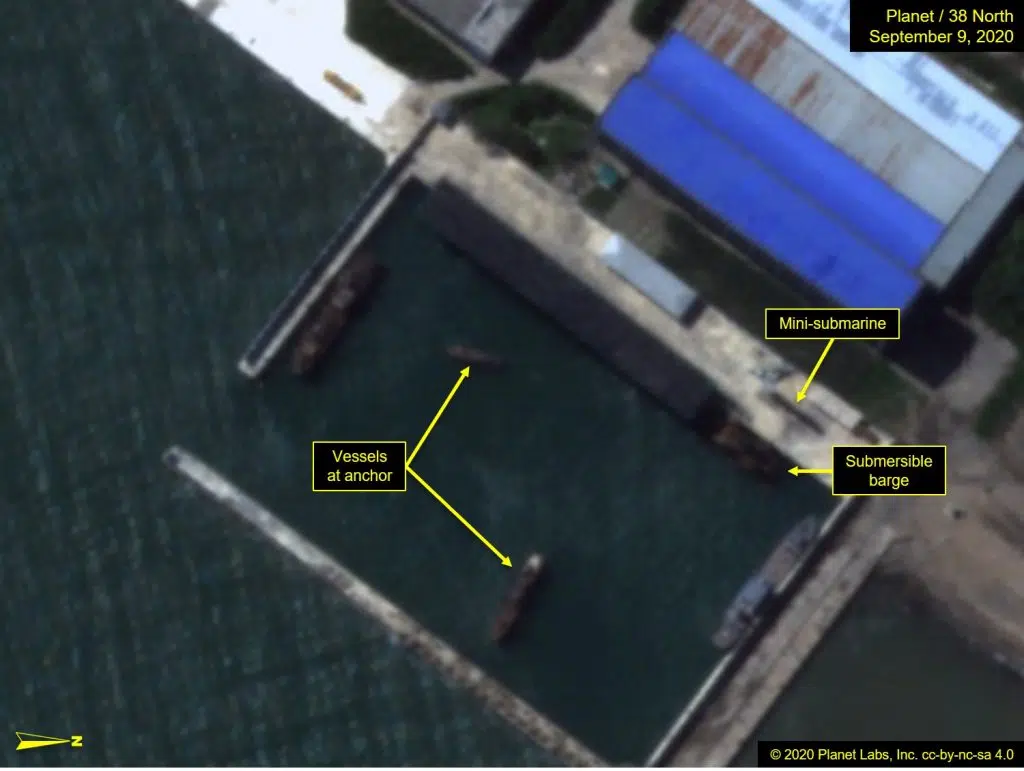 Planet / 38 North
September 9, 2020
Mini-submarine
Vessels
at anchor
Submersible
barge
N
© 2020 Planet Labs, Inc. cc-by-nc-sa 4.0